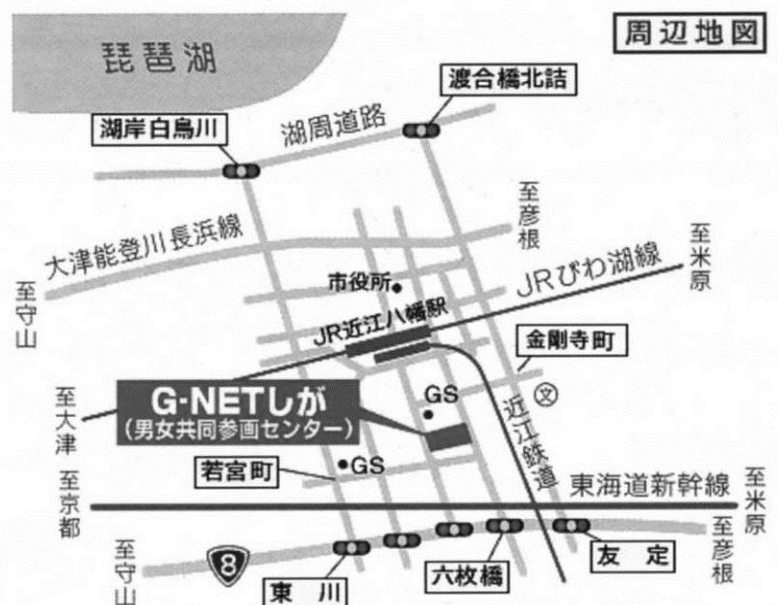 周辺地図
琵琶湖
渡合橋北詰
湖岸白鳥川
湖周道路
至彦根
大津能登川長浜線
至米原
JRびわ湖線
市役所
至守山
JR近江八幡駅
金剛寺町
至大津
G-NETしが
(男女共同参画センター)
GS
文
近江鉄道
若宮町
GS
至京都
東海道新幹線
至米原
至守山
8
東川
六枚橋
友定
至彦根